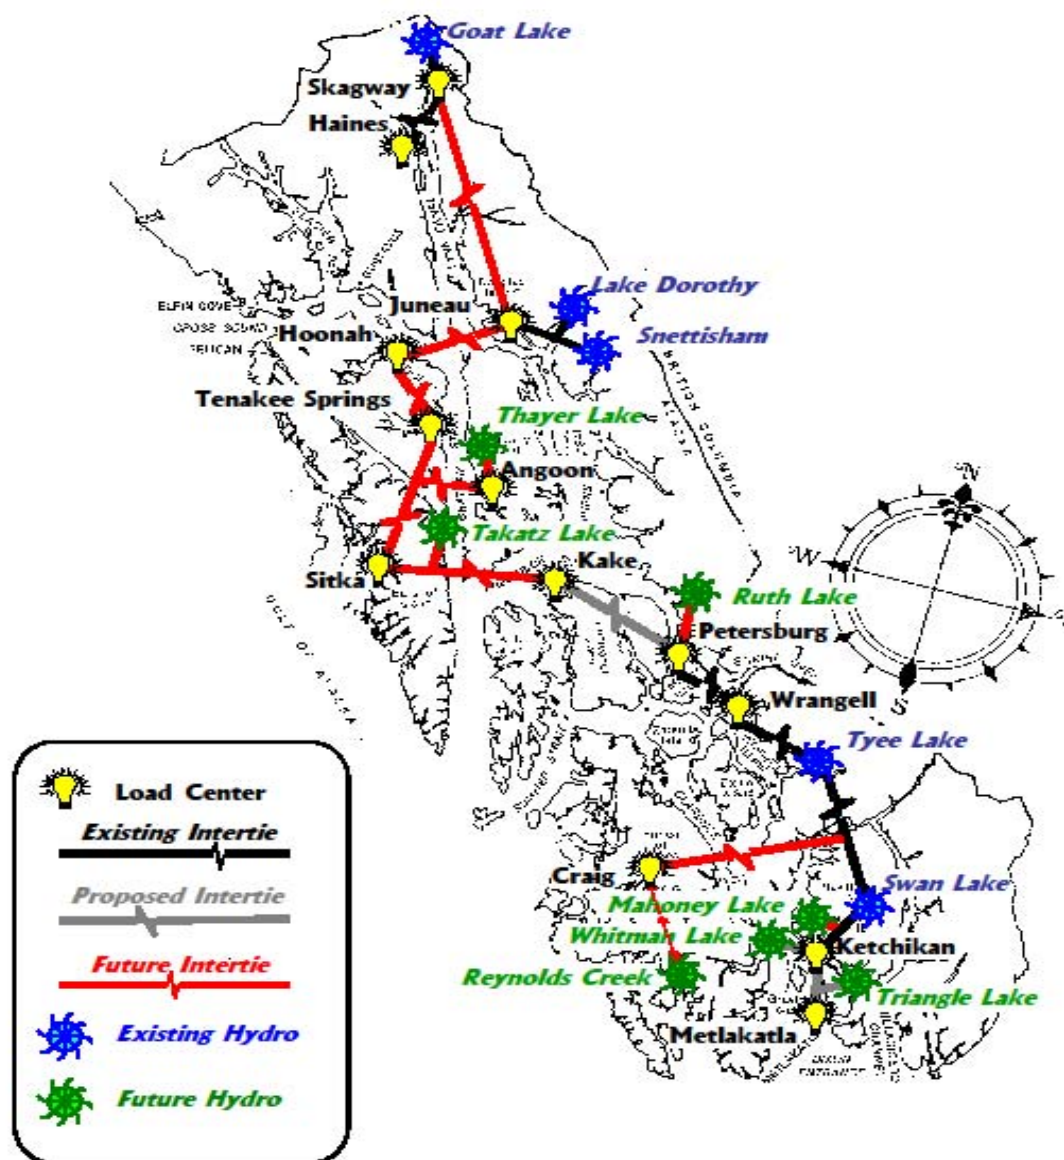 Goat Lake
Skagway
Haines
Lake Dorothy
Juneau
ELFIN COVE
CROSS SOUND
Snettisham
Hoonah
PELICAN
BRITISH COLUMBIA
ALASKA
Tenakee Springs
Thayer Lake
Angoon
N
Takatz Lake
W
Kake
Sitka
Ruth Lake
GULF OF ALASKA
Petersburg
S
Wrangell
Tyee Lake
Load Center
Existing Intertie
Craig
Swan Lake
Proposed Intertie
Mahoney Lake
Whitman Lake
Ketchikan
Future Intertie
Reynolds Creek
Triangle Lake
Existing Hydro
Metlakatla
DIXON
ENTRANCE
Future Hydro